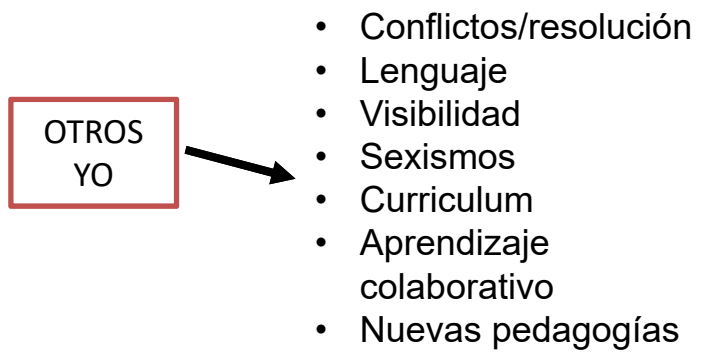 OTROS
YO
• Conflictos/resolución
• Lenguaje
• Visibilidad
• Sexismos
• Curriculum
• Aprendizaje
colaborativo
• Nuevas pedagogías